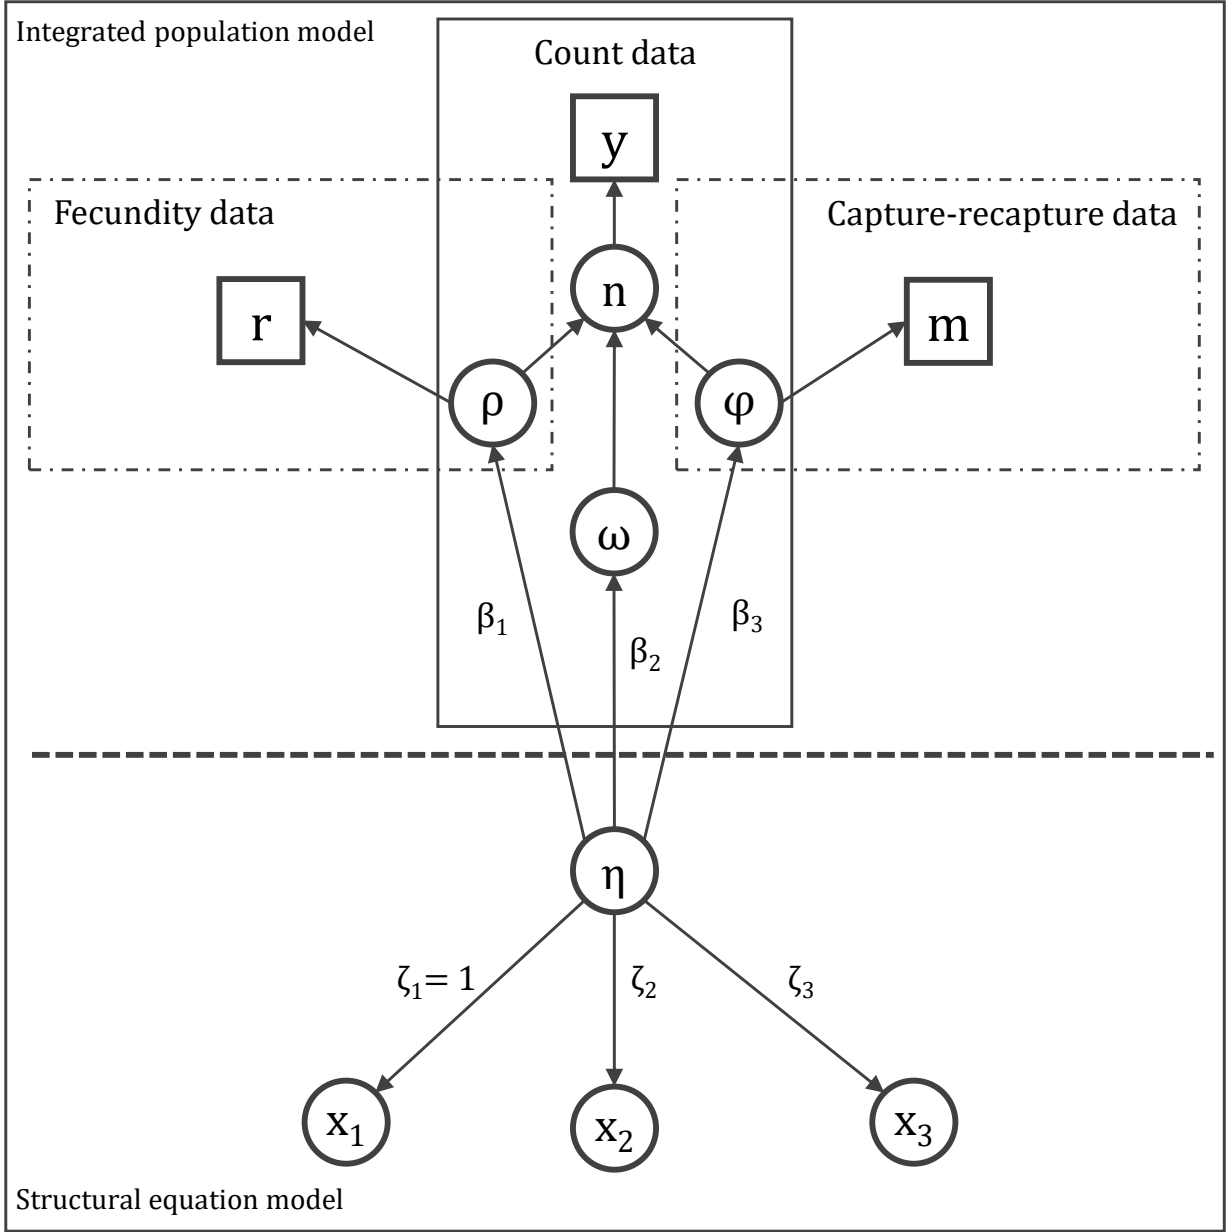 Integrated population model
Count data
y
Fecundity data
Capture-recapture data
n
r
m
ρ
φ
ω
β₁
β₂
β₃
η
ζ₁= 1
ζ₂
ζ₃
x₁
x₂
x₃
Structural equation model